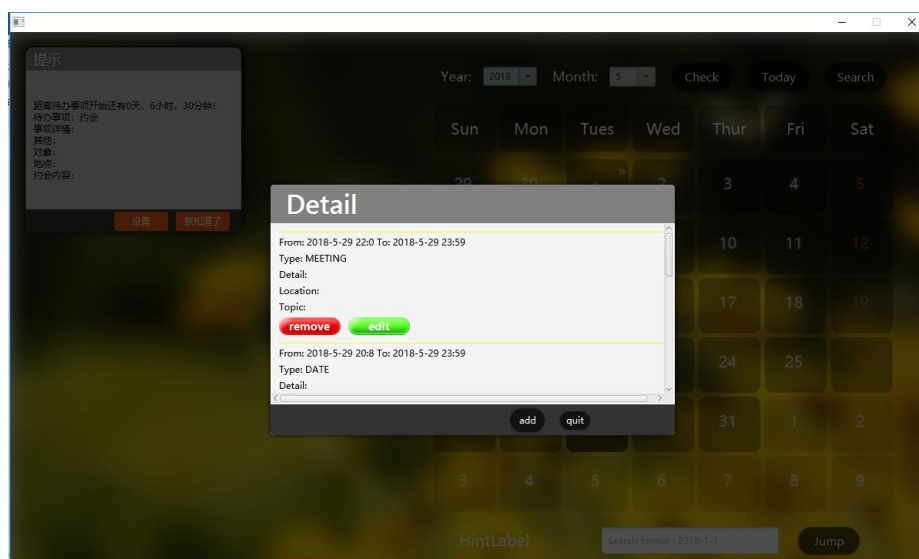 提示
距离待办事项开始还有0天，6小时，30分钟!
待办事项：约会
事项详情：
其他：
对象：
地点：
约会内容：
设置 朕知道了
Year: 2018 Month: 5 Check Today Search
Sun Mon Tues Wed Thur Fri Sat
29 30 1 休 2 3 4 5
10 11 12
17 18 19
24 25
31 1 2
3 4 5 6 7 8 9
HintLabel Search format : 2018-1-1 Jump
Detail
From: 2018-5-29 22:0 To: 2018-5-29 23:59
Type: MEETING
Detail:
Location:
Topic:
remove edit
From: 2018-5-29 20:8 To: 2018-5-29 23:59
Type: DATE
Detail:
add quit